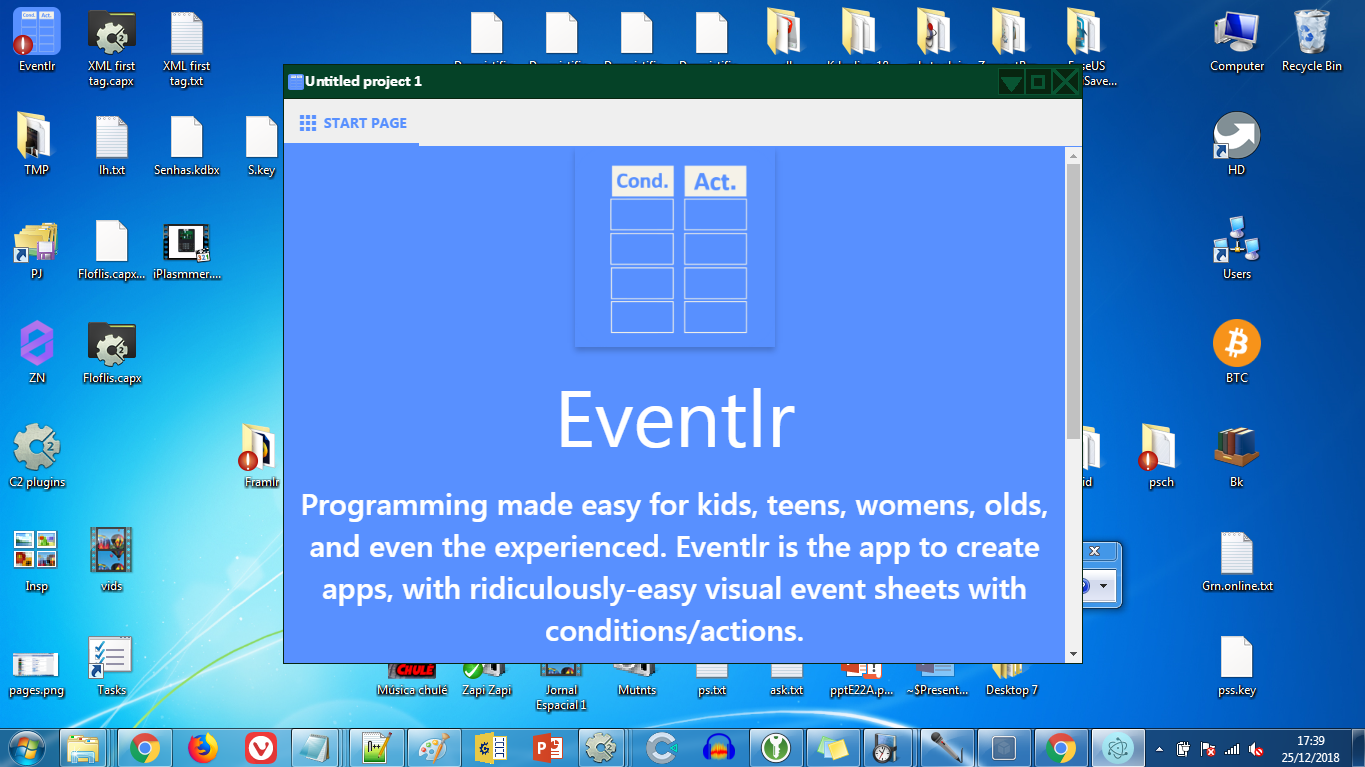 Eventlr
XML first
tag.capx
XML first
tag.txt
Computer
Recycle Bin
Save...
Untitled project 1
START PAGE
Cond.
Act.
Eventlr
Programming made easy for kids, teens, womens, olds,
and even the experienced. Eventlr is the app to create
apps, with ridiculously-easy visual event sheets with
conditions/actions.
TMP
lh.txt
Senhas.kdbx
S.key
HD
PJ
Floflis.capx...
iPlasmmer....
321
Users
ZN
Floflis.capx
BTC
C2 plugins
Framlr
psch
Bk
Insp
vids
Grn.online.txt
pages.png
Tasks
Música chulé
Zapi Zapi
Jornal
Espacial 1
Mutnts
ps.txt
ask.txt
pptE22A.p...
~$Present...
Desktop 7
pss.key
17:39
25/12/2018